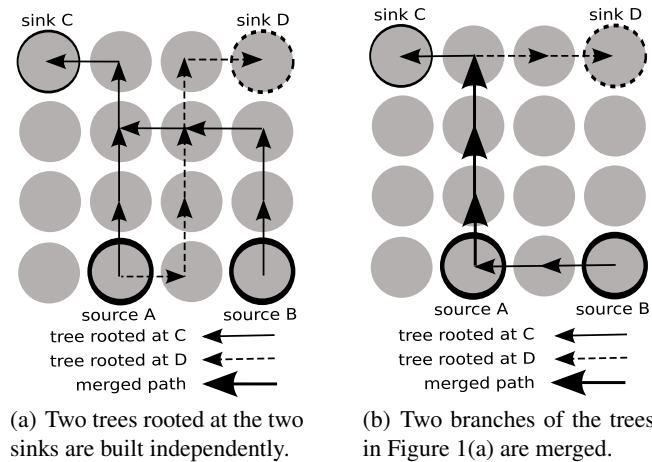 sink C
sink D
source A
source B
tree rooted at C
tree rooted at D
merged path
(a) Two trees rooted at the two
sinks are built independently.
sink C
sink D
source A
source B
tree rooted at C
tree rooted at D
merged path
(b) Two branches of the trees
in Figure 1(a) are merged.